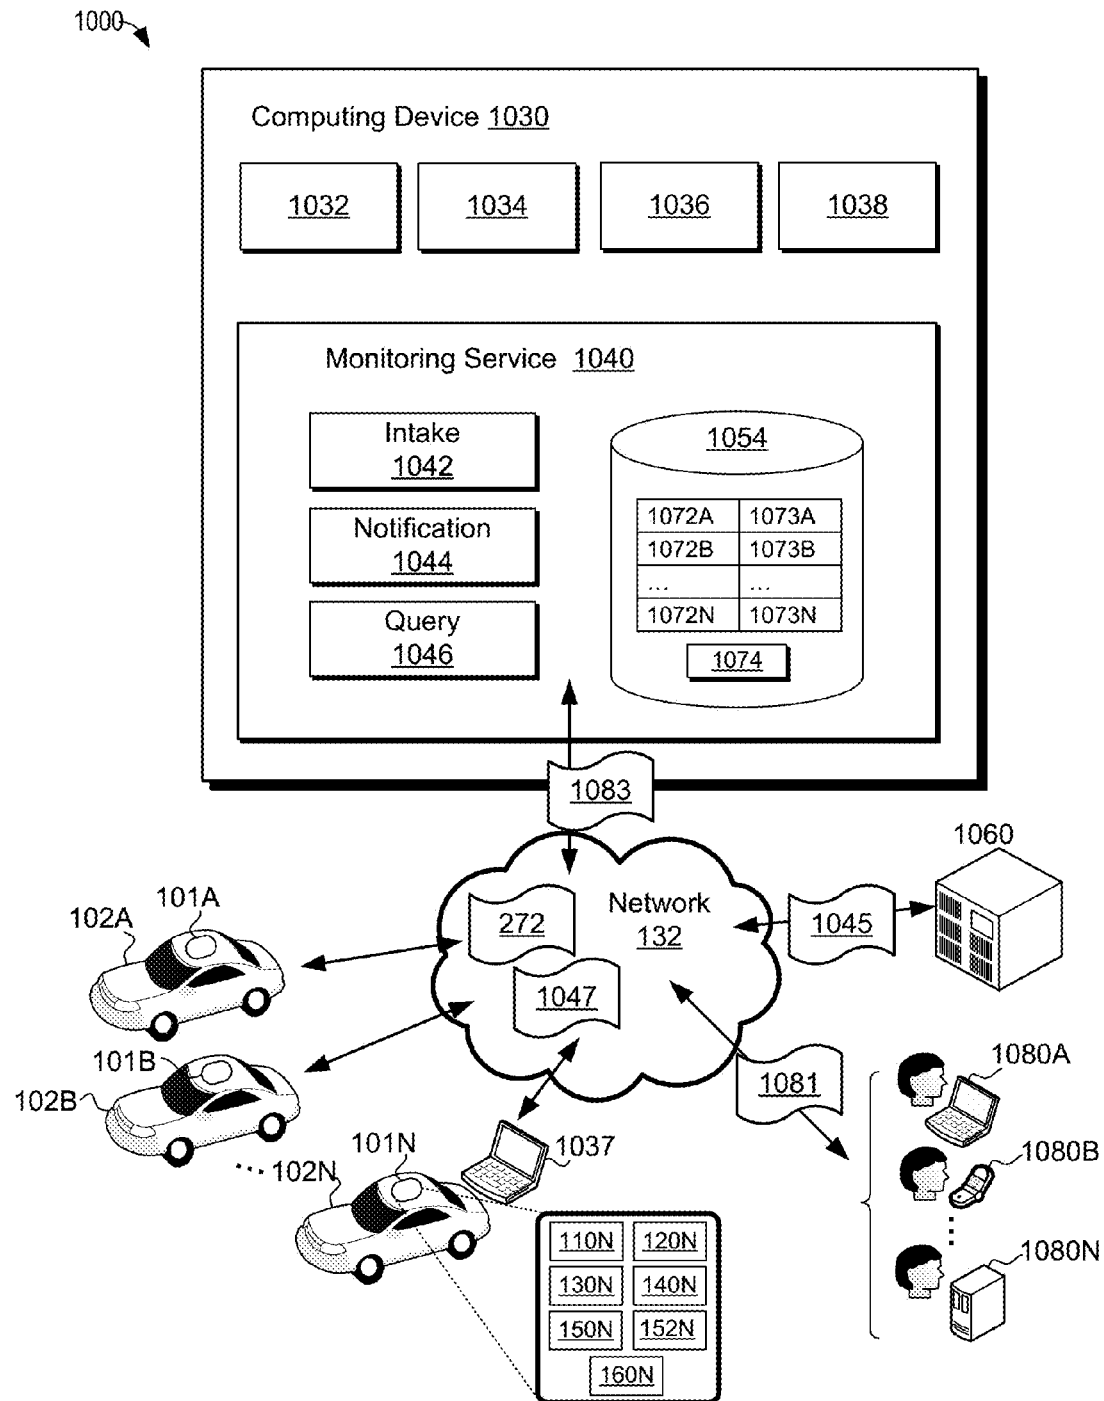 1000
Computing Device 1030
1032 1034 1036 1038
Monitoring Service 1040
Intake
1042
Notification
1044
Query
1046
1054
1072A 1073A
1072B 1073B
... ...
1072N 1073N
1074
1083
1060
Network
132
272
1047
1045
101A
102A
101B
102B
... 102N
101N
1037
1081
1080A
1080B
1080N
110N 120N
130N 140N
150N 152N
160N